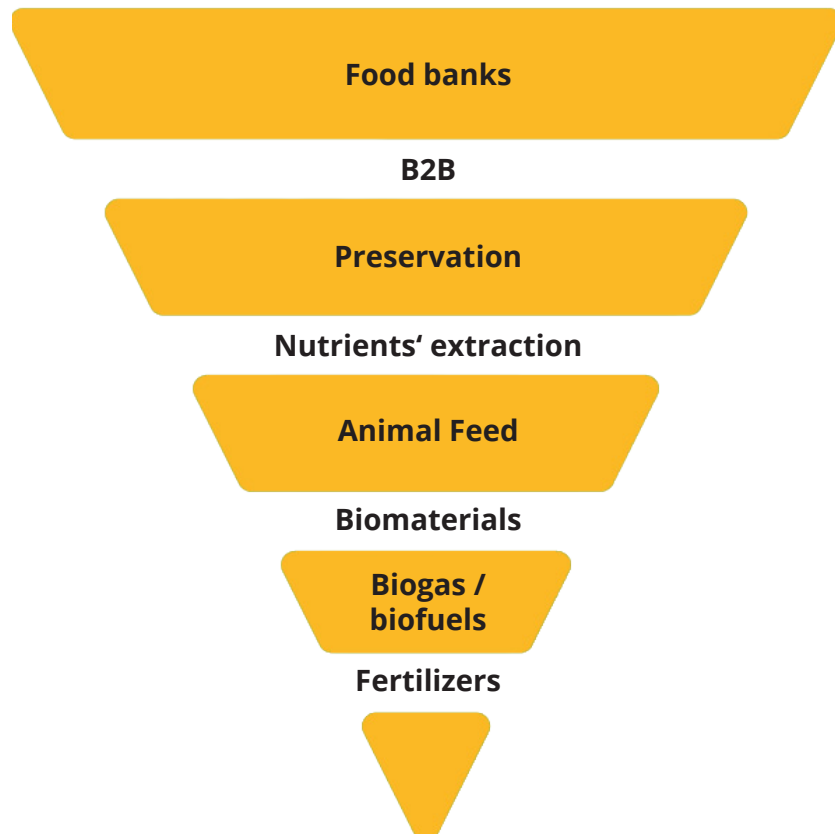 Food banks
B2B
Preservation
Nutrients‘ extraction
Animal Feed
Biomaterials
Biogas /
biofuels
Fertilizers